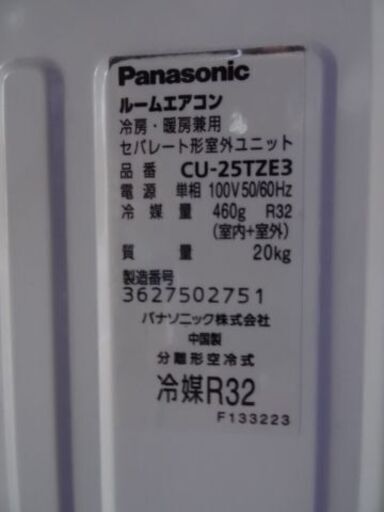 Panasonic
ルームエアコン
冷房・暖房兼用
セパレート形室外ユニット
品番 CU-25TZE3
電源 単相 100V 50/60Hz
冷媒量 460g R32
(室内+室外)
質量 20kg
製造番号
3627502751
パナソニック株式会社
中国製
分離形空冷式
冷媒R32
F133223